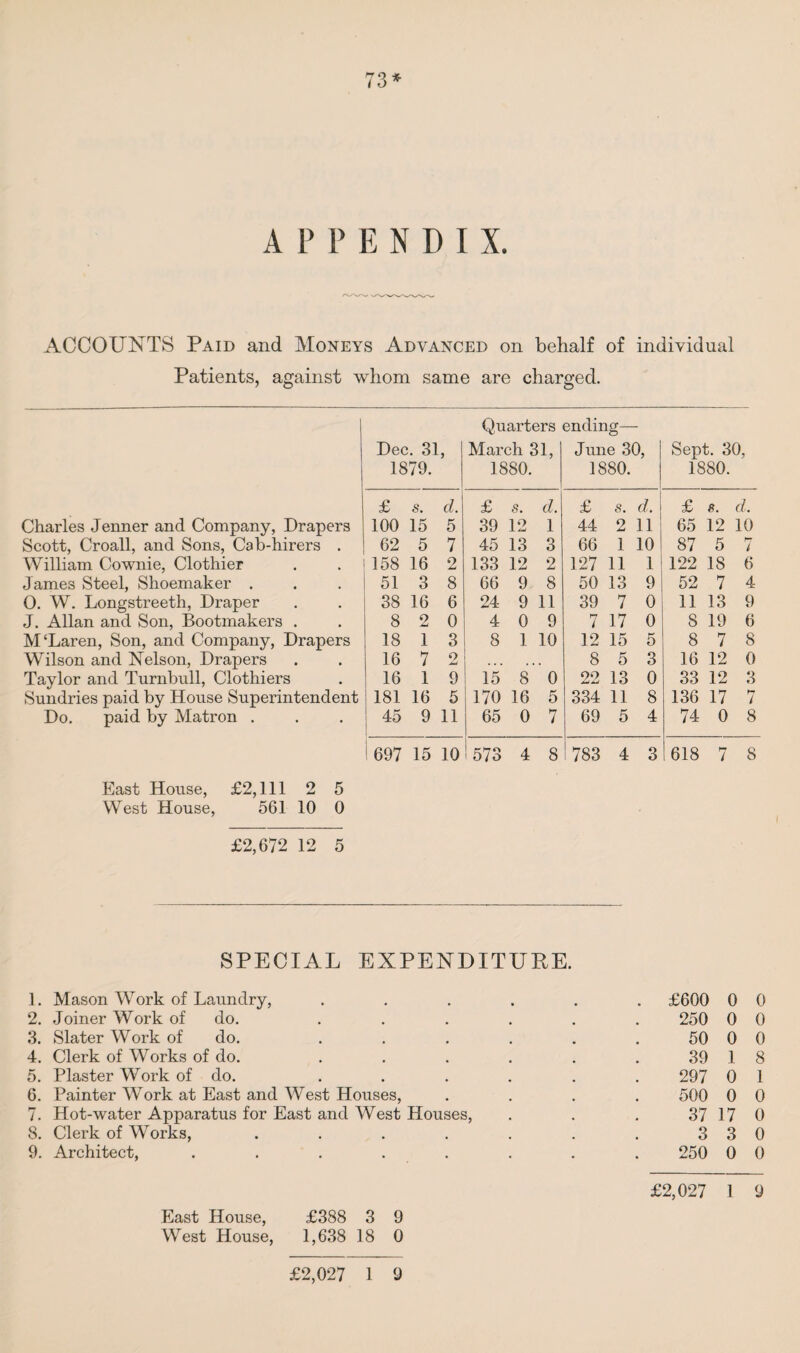 73*
APPENDIX.
ACCOUNTS PAID and MONEYS ADVANCED on behalf of individual
Patients, against whom same are charged.
Quarters ending—
Dec. 31, March 31, June 30, Sept. 30,
1879. 1880. 1880. 1880.
£ s. d. £ s. d. £ s. d. £ s. d.
Charles Jenner and Company, Drapers 100 15 5 39 12 1 44 2 11 65 12 10
Scott, Croall, and Sons, Cab-hirers . 62 5 7 45 13 3 66 1 10 87 5 7
William Cownie, Clothier . . 158 16 2 133 12 2 127 11 1 122 18 6
James Steel, Shoemaker . . . 51 3 8 66 9 8 50 13 9 52 7 4
O. W. Longstreeth, Draper . . 38 16 6 24 9 11 39 7 0 11 13 9
J. Allan and Son, Bootmakers . . 8 2 0 4 0 9 7 17 0 8 19 6
M‘Laren, Son, and Company, Drapers 18 1 3 8 1 10 12 15 5 8 7 8
Wilson and Nelson, Drapers . . 16 7 2 ... ... 8 5 3 16 12 0
Taylor and Turnbull, Clothiers . 16 1 9 15 8 0 22 13 0 33 12 3
Sundries paid by House Superintendent 181 16 5 170 16 5 334 11 8 136 17 7
Do. paid by Matron . . . 45 9 11 65 0 7 69 5 4 74 0 8
697 15 10 573 4 8 783 4 3 618 7 8
East House, £2,111 2 5
West House, 561 10 0
£2,672 12 5
SPECIAL EXPENDITURE.
1. Mason Work of Laundry, . . . . . . £600 0 0
2. Joiner Work of do. . . . . . . 250 0 0
3. Slater Work of do. . . . . . . 50 0 0
4. Clerk of Works of do. . . . . . . 39 1 8
5. Plaster Work of do. . . . . . . 297 0 1
6. Painter Work at East and West Houses, . . . . 500 0 0
7. Hot-water Apparatus for East and West Houses, . . . 37 17 0
8. Clerk of Works, . . . . . . . 3 3 0
9. Architect, . . . . . . . . 250 0 0
£2,027 1 9
East House, £388 3 9
West House, 1,638 18 0
£2,027 1 9